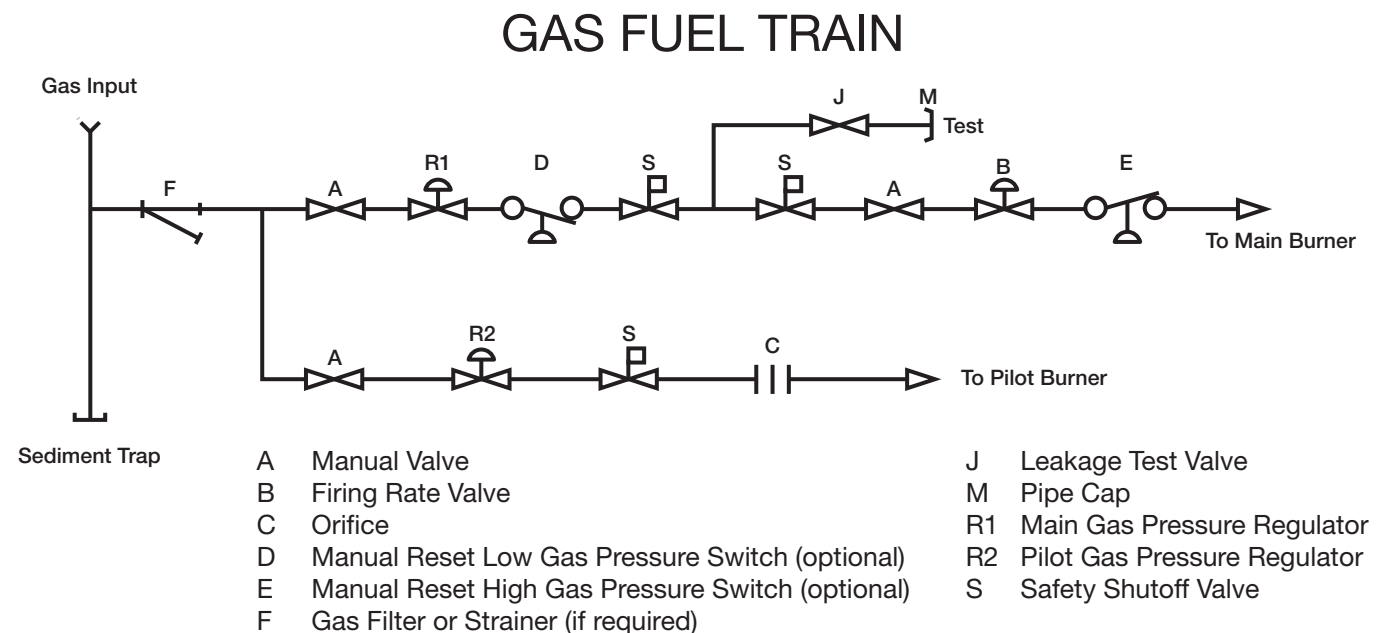 GAS FUEL TRAIN
Gas Input
J
M
Test
F
A
R1
D
S
S
A
B
E
To Main Burner
A
R2
S
C
To Pilot Burner
Sediment Trap
A Manual Valve
B Firing Rate Valve
C Orifice
D Manual Reset Low Gas Pressure Switch (optional)
E Manual Reset High Gas Pressure Switch (optional)
F Gas Filter or Strainer (if required)
J Leakage Test Valve
M Pipe Cap
R1 Main Gas Pressure Regulator
R2 Pilot Gas Pressure Regulator
S Safety Shutoff Valve